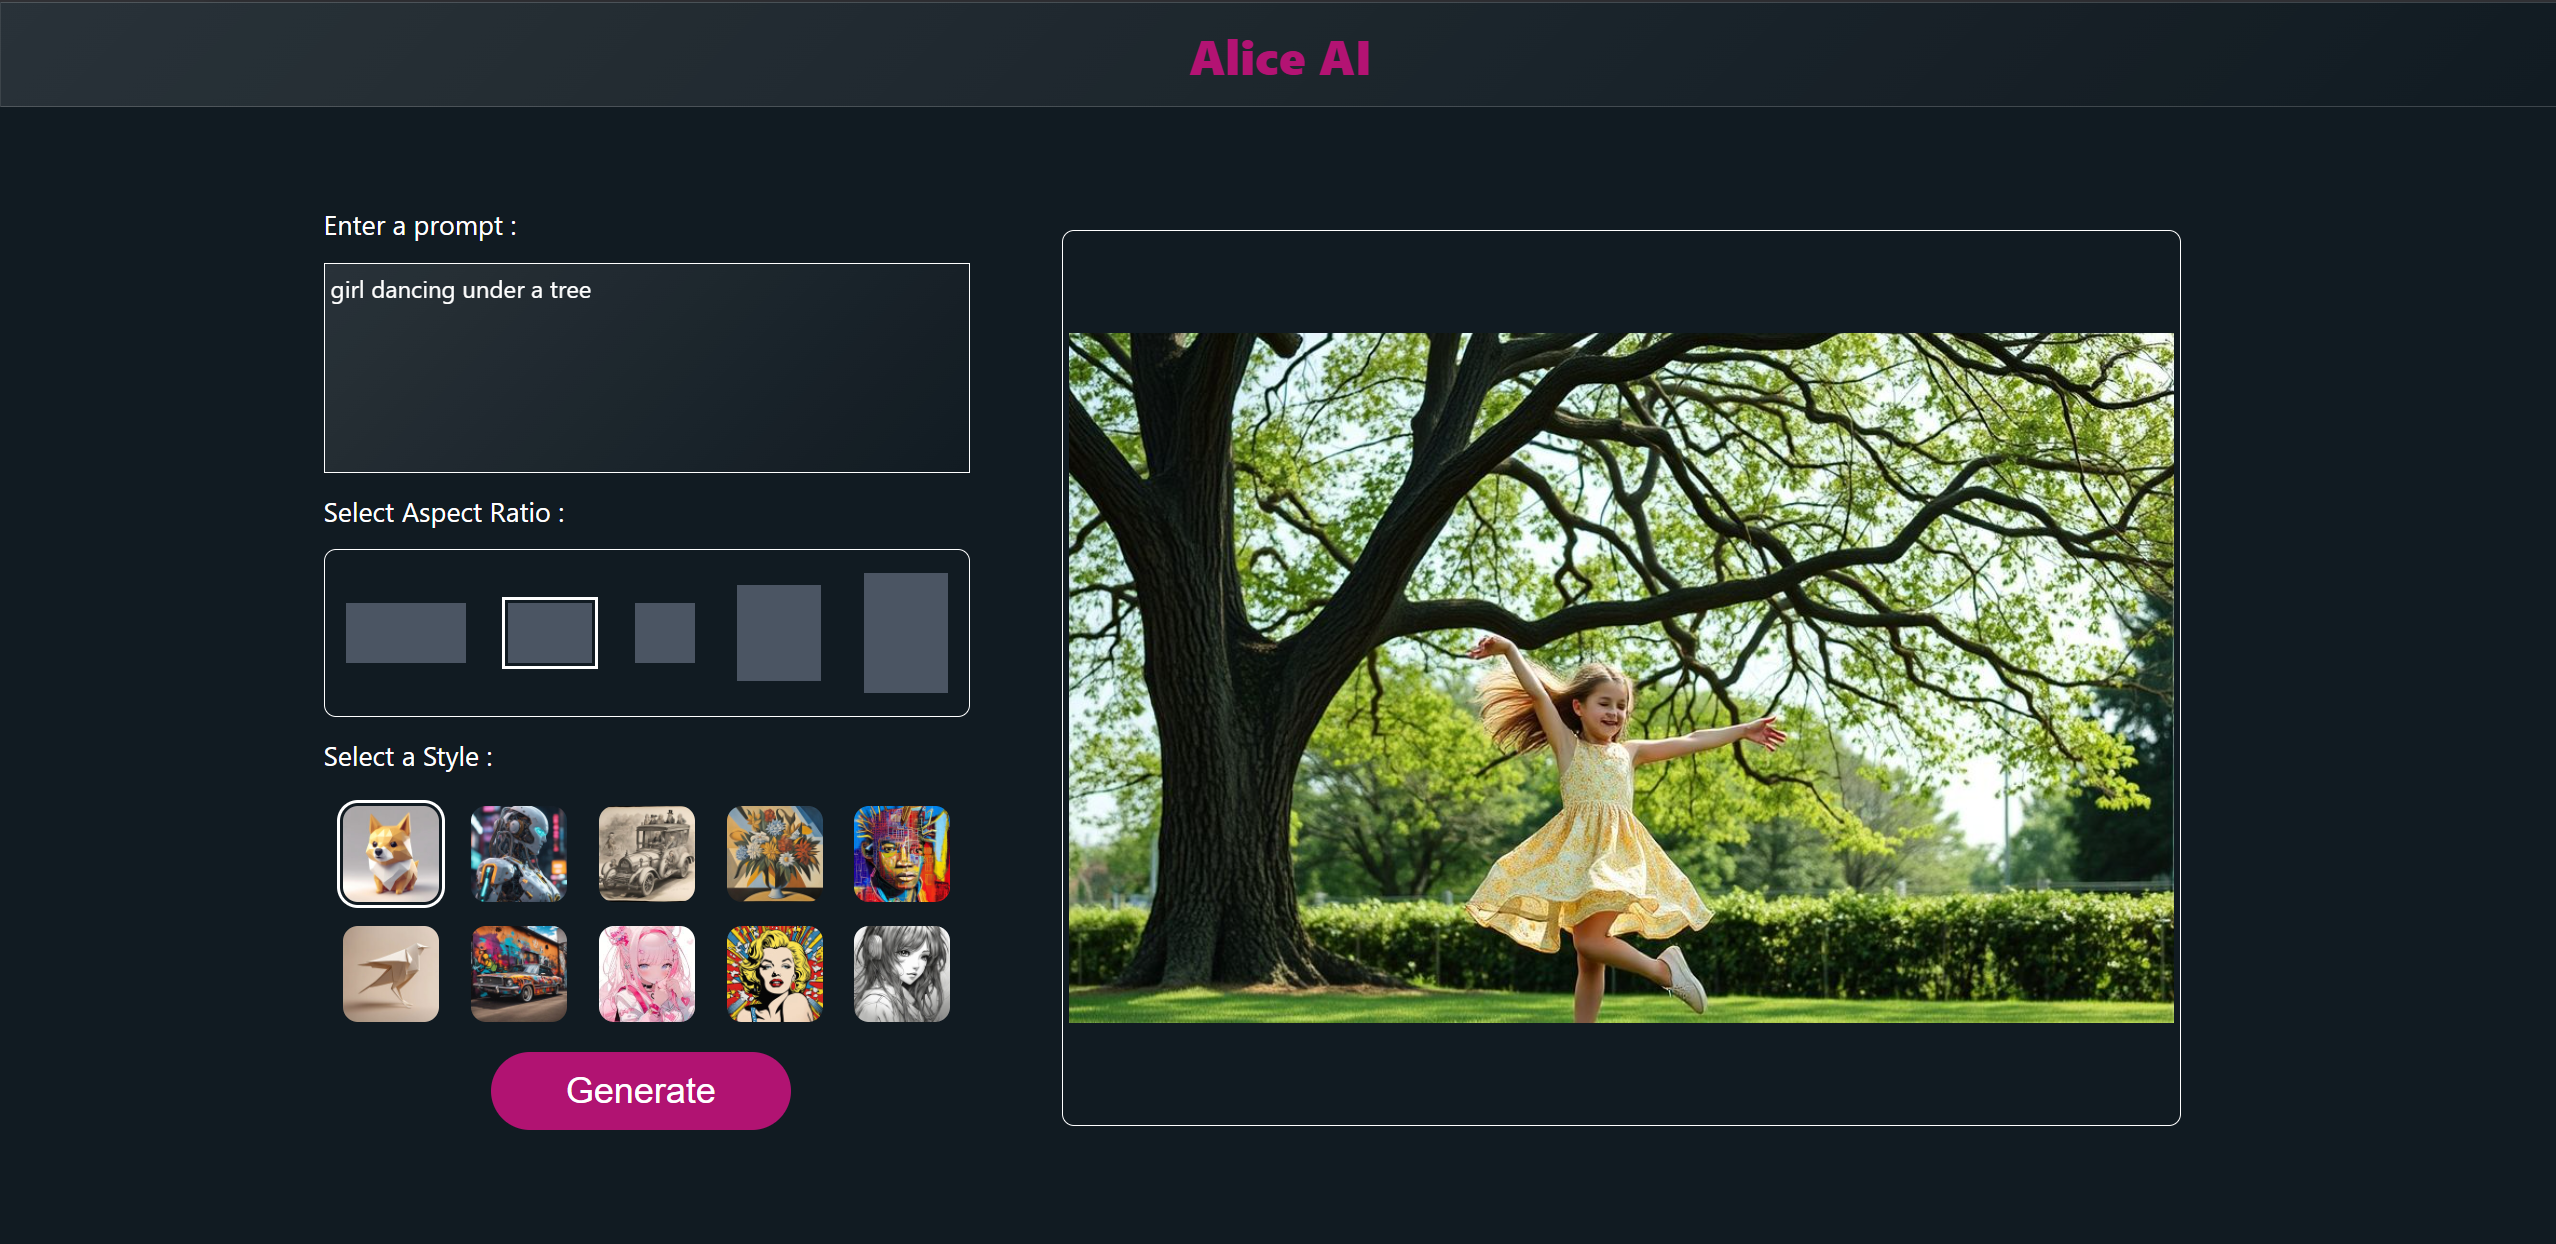 Alice AI
Enter a prompt :
girl dancing under a tree
Select Aspect Ratio :
Select a Style :
Generate